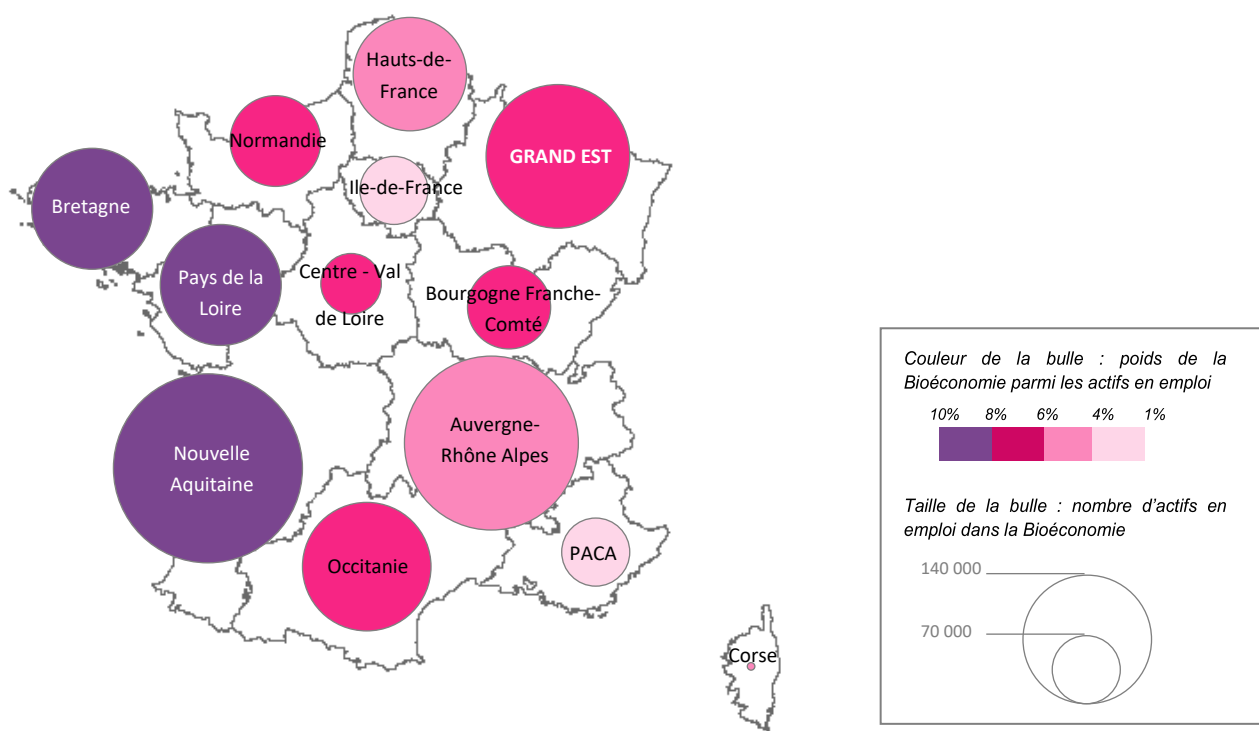 Hauts-de-
France
Normandie
GRAND EST
Ile-de-France
Bretagne
Pays de la
Loire
Centre - Val
de Loire
Bourgogne Franche-
Comté
Auvergne-
Rhône Alpes
Nouvelle
Aquitaine
Occitanie
PACA
Corse
Couleur de la bulle : poids de la
Bioéconomie parmi les actifs en emploi
10% 8% 6% 4% 1%
Taille de la bulle : nombre d’actifs en
emploi dans la Bioéconomie
140 000
70 000